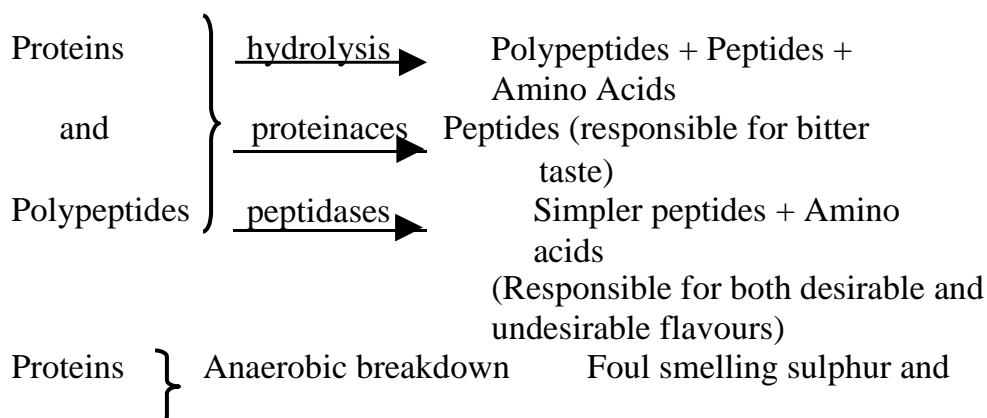 Proteins hydrolysis Polypeptides + Peptides +
Amino Acids
and proteinaces Peptides (responsible for bitter
taste)
Polypeptides peptidases Simpler peptides + Amino
acids
(Responsible for both desirable and
undesirable flavours)
Proteins Anaerobic breakdown Foul smelling sulphur and